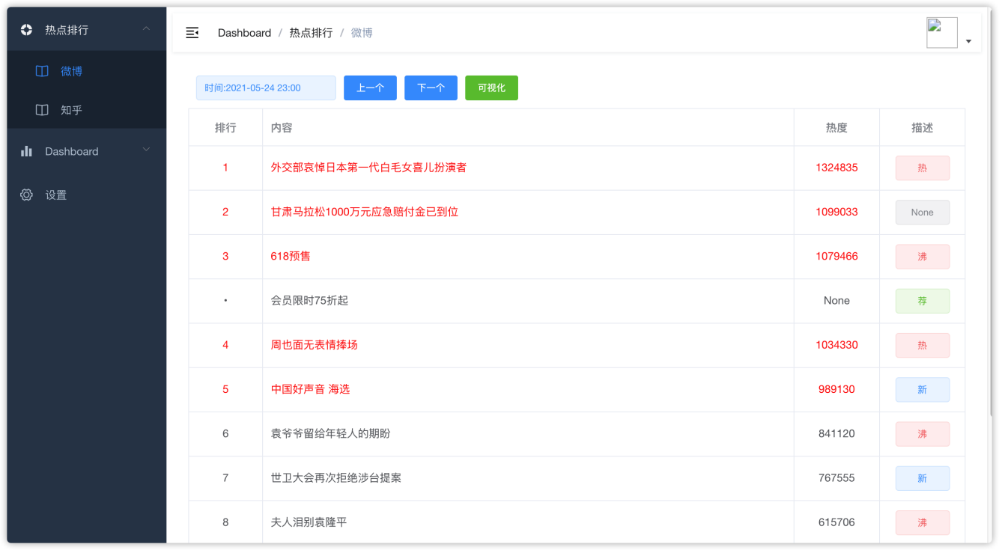 热点排行
微博
知乎
Dashboard
设置
Dashboard / 热点排行 / 微博
时间:2021-05-24 23:00 上一个 下一个 可视化
排行 内容 热度 描述
1 外交部哀悼日本第一代白毛女喜儿扮演者 1324835 热
2 甘肃马拉松1000万元应急赔付金已到位 1099033 None
3 618预售 1079466 沸
• 会员限时75折起 None 荐
4 周也面无表情捧场 1034330 热
5 中国好声音 海选 989130 新
6 袁爷爷留给年轻人的期盼 841120 沸
7 世卫大会再次拒绝涉台提案 767555 新
8 夫人泪别袁隆平 615706 沸